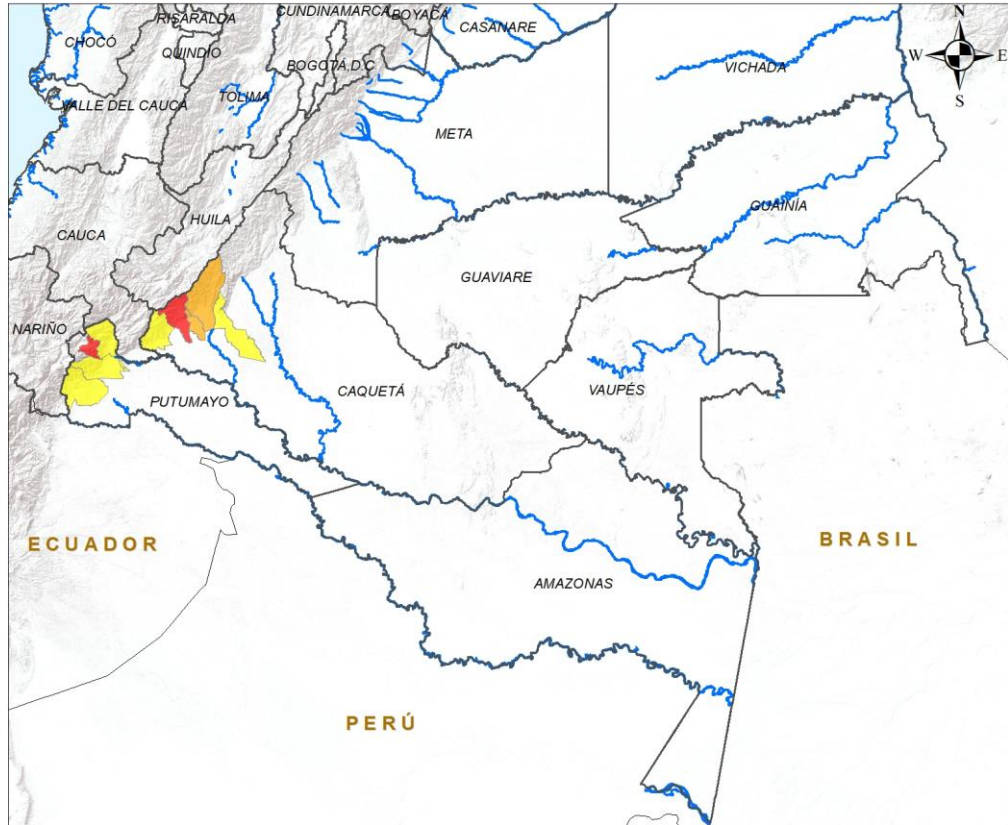 RISARALDA
CUNDINAMARCA
BOYACÁ
CASANARE
N
CHOCÓ
QUINDÍO
BOGOTÁ D.C
W
E
VICHADA
S
VALLE DEL CAUCA
TOLIMA
META
HUILA
GUAINÍA
CAUCA
GUAVIARE
NARIÑO
PUTUMAYO
CAQUETÁ
VAUPÉS
ECUADOR
BRASIL
AMAZONAS
PERÚ